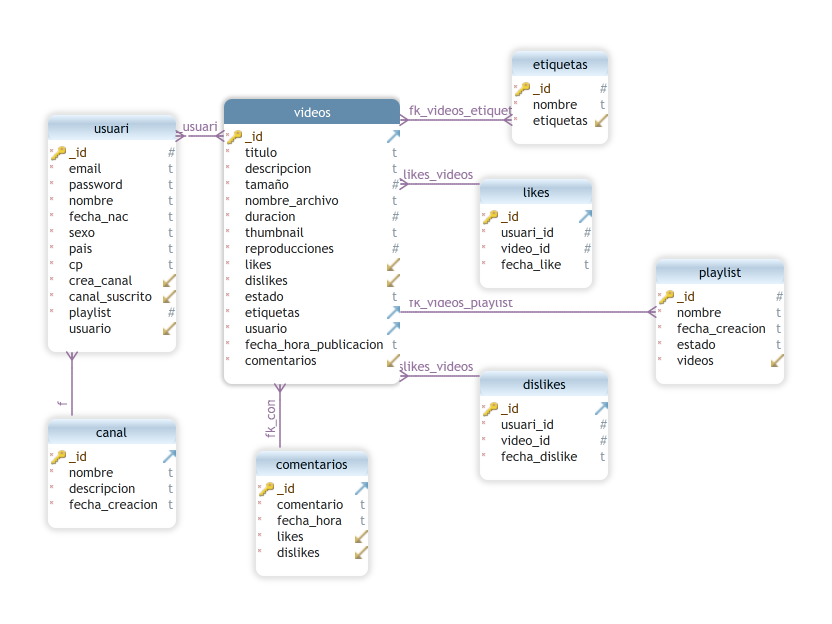 usuari
_id #
email t
password t
nombre t
fecha_nac t
sexo t
pais t
cp t
crea_canal
canal_suscrito
playlist #
usuario
usuari
videos
_id
titulo t
descripcion t
tamaño #
nombre_archivo t
duracion #
thumbnail t
reproducciones #
likes
dislikes
estado t
etiquetas
usuario
fecha_hora_publicacion t
comentarios
fk_videos_etiquet
etiquetas
_id #
nombre t
etiquetas
likes_videos
likes
_id
usuari_id #
video_id #
fecha_like t
fk_videos_playlist
playlist
_id #
nombre t
fecha_creacion t
estado t
videos
slikes_videos
dislikes
_id
usuari_id #
video_id #
fecha_dislike t
f
canal
_id
nombre t
descripcion t
fecha_creacion t
fk_con
comentarios
_id
comentario t
fecha_hora t
likes
dislikes